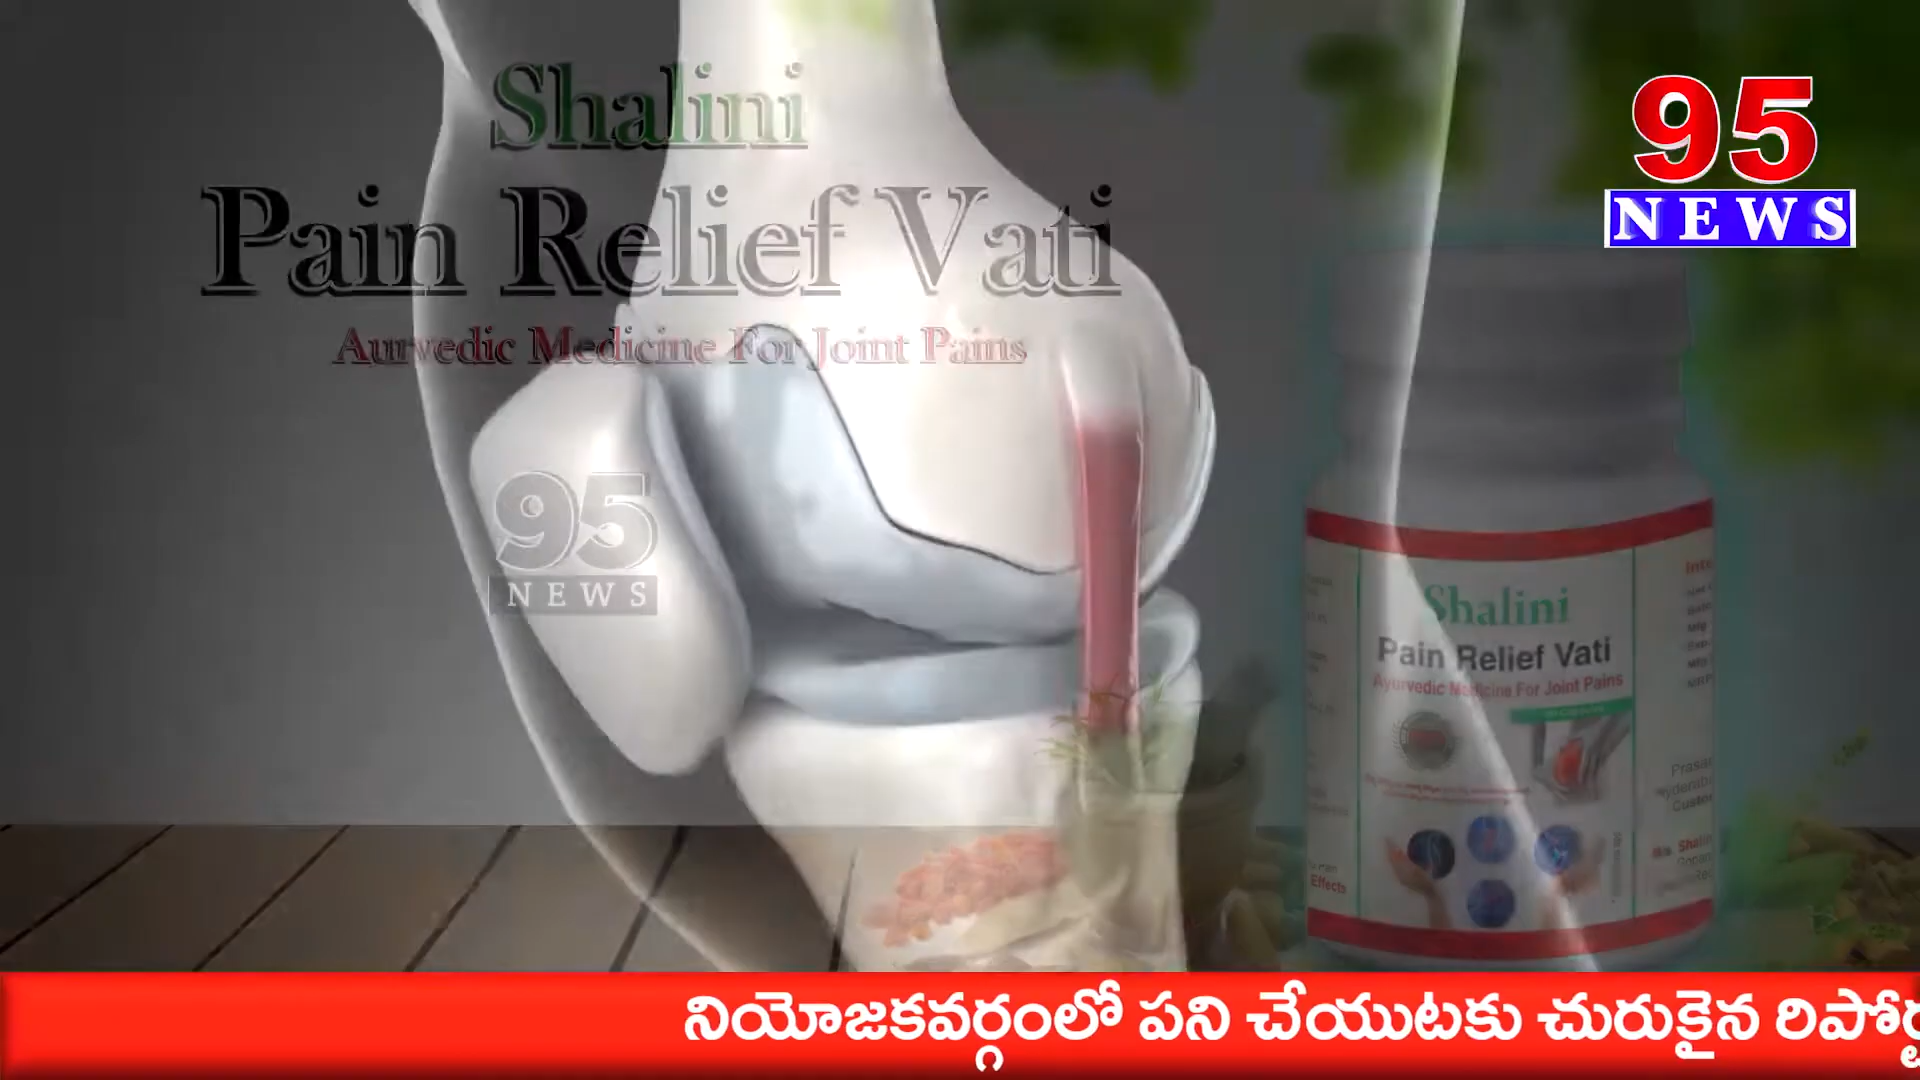 Shalini
Pain Relief Vati
Aurvedic Medicine For Joint Pains
95
NEWS
95
NEWS
Shalini
Pain Relief Vati
Ayurvedic Medicine For Joint Pains
Effects
నియోజకవర్గంలో పని చేయుటకు చురుకైన